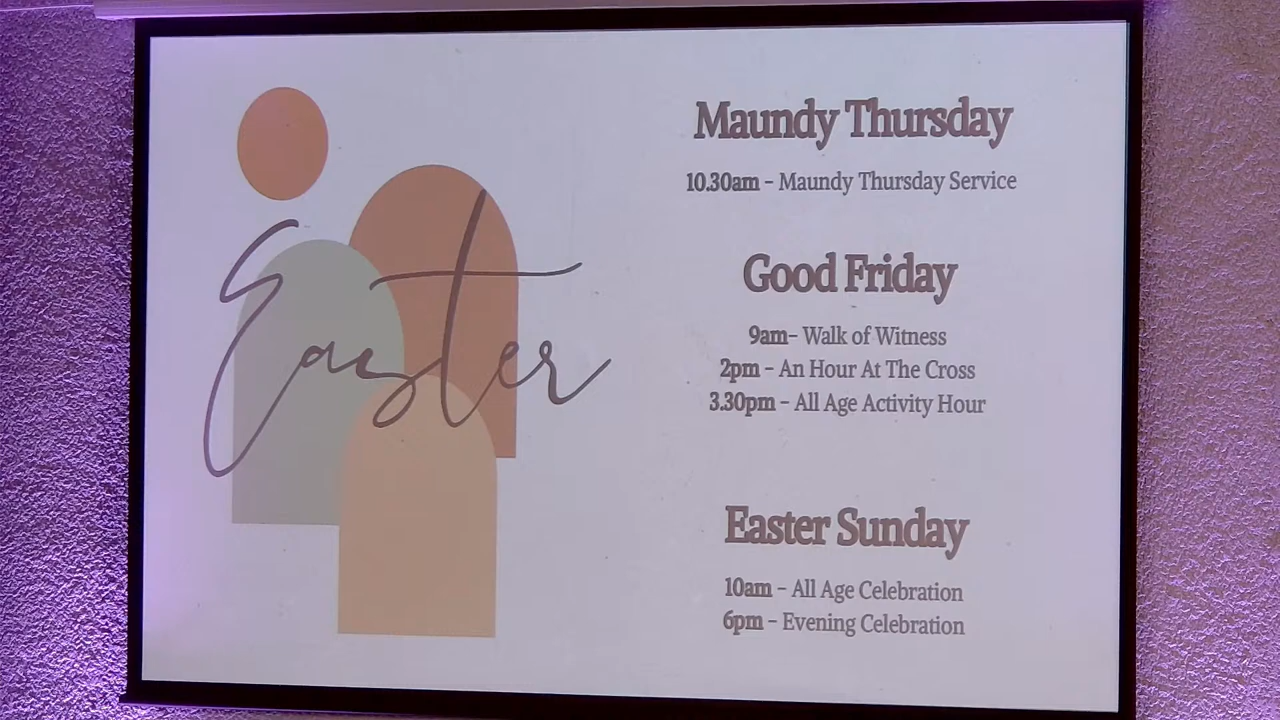 Easter
Maundy Thursday
10.30am - Maundy Thursday Service
Good Friday
9am- Walk of Witness
2pm - An Hour At The Cross
3.30pm - All Age Activity Hour
Easter Sunday
10am - All Age Celebration
6pm - Evening Celebration